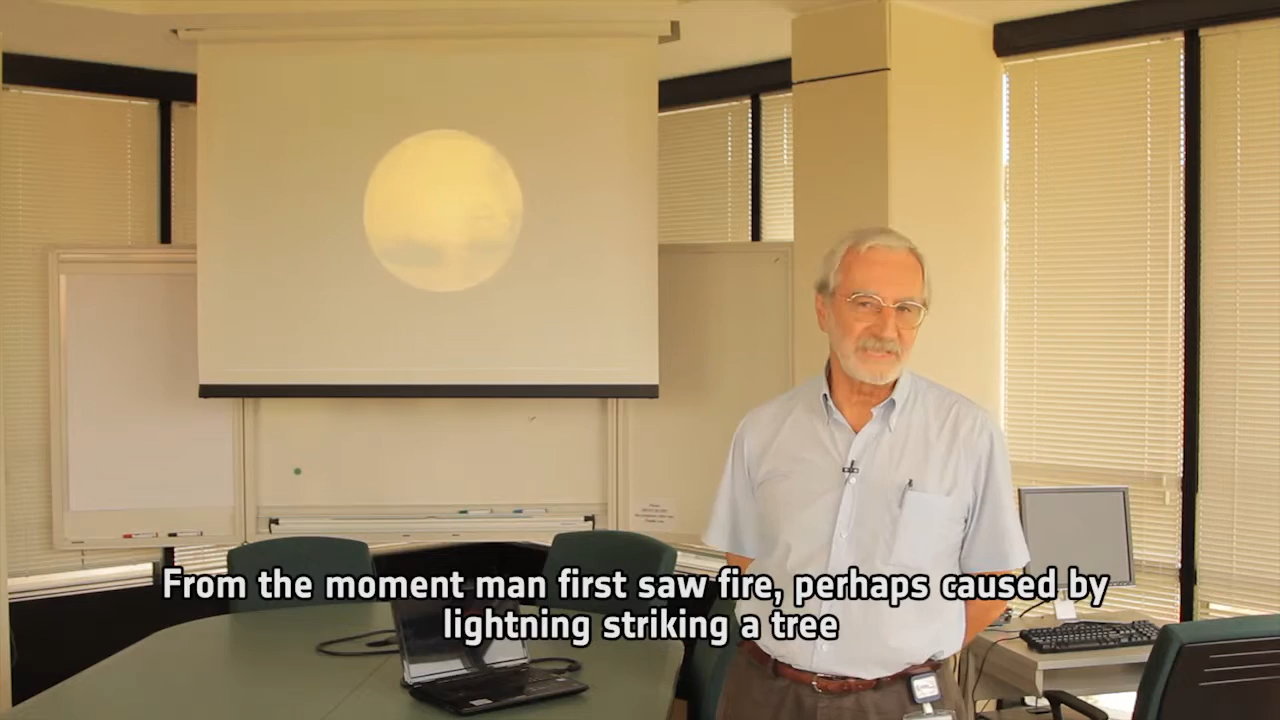 From the moment man first saw fire, perhaps caused by
lightning striking a tree